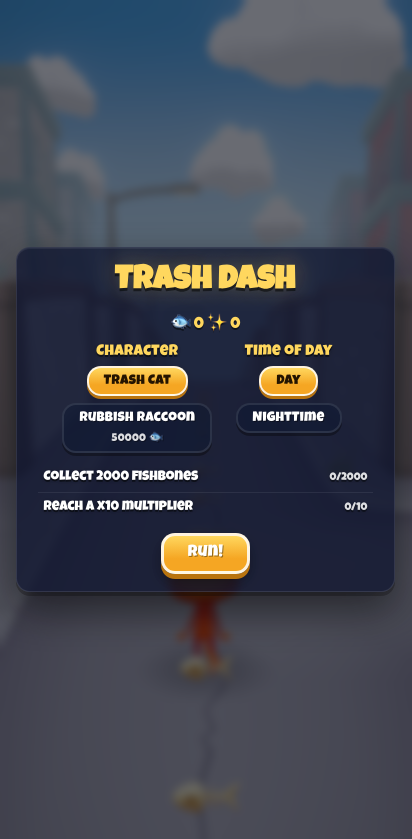 TRASH DASH
0 0
CHARACTER
TRASH CAT
RUBBISH RACCOON
50000
TIME OF DAY
DAY
NIGHTTIME
COLLECT 2000 FISHBONES 0/2000
REACH A X10 MULTIPLIER 0/10
RUN!